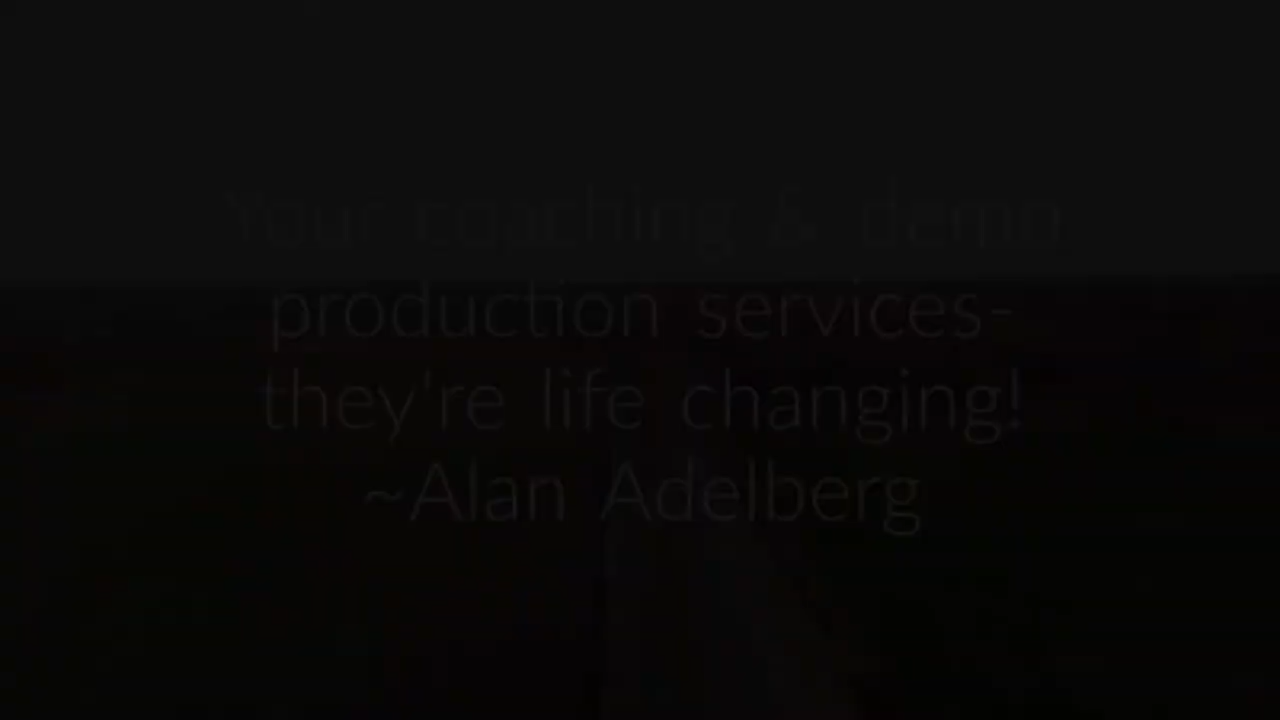 Your coaching & demo
production services-
they're life changing!
~Alan Adelberg